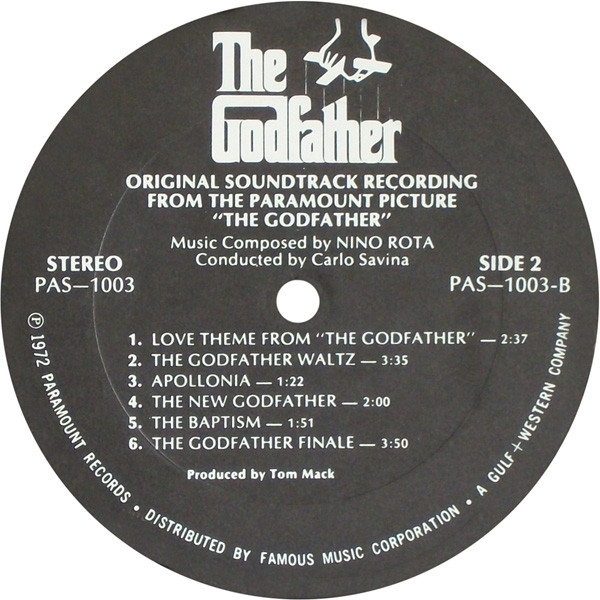 The
Godfather
ORIGINAL SOUNDTRACK RECORDING
FROM THE PARAMOUNT PICTURE
"THE GODFATHER"
Music Composed by NINO ROTA
Conducted by Carlo Savina
STEREO
PAS—1003
SIDE 2
PAS—1003-B
1. LOVE THEME FROM "THE GODFATHER" — 2:37
2. THE GODFATHER WALTZ — 3:35
3. APOLLONIA — 1:22
4. THE NEW GODFATHER — 2:00
5. THE BAPTISM — 1:51
6. THE GODFATHER FINALE — 3:50
Produced by Tom Mack
℗ 1972 PARAMOUNT RECORDS • DISTRIBUTED BY FAMOUS MUSIC CORPORATION • A GULF+WESTERN COMPANY